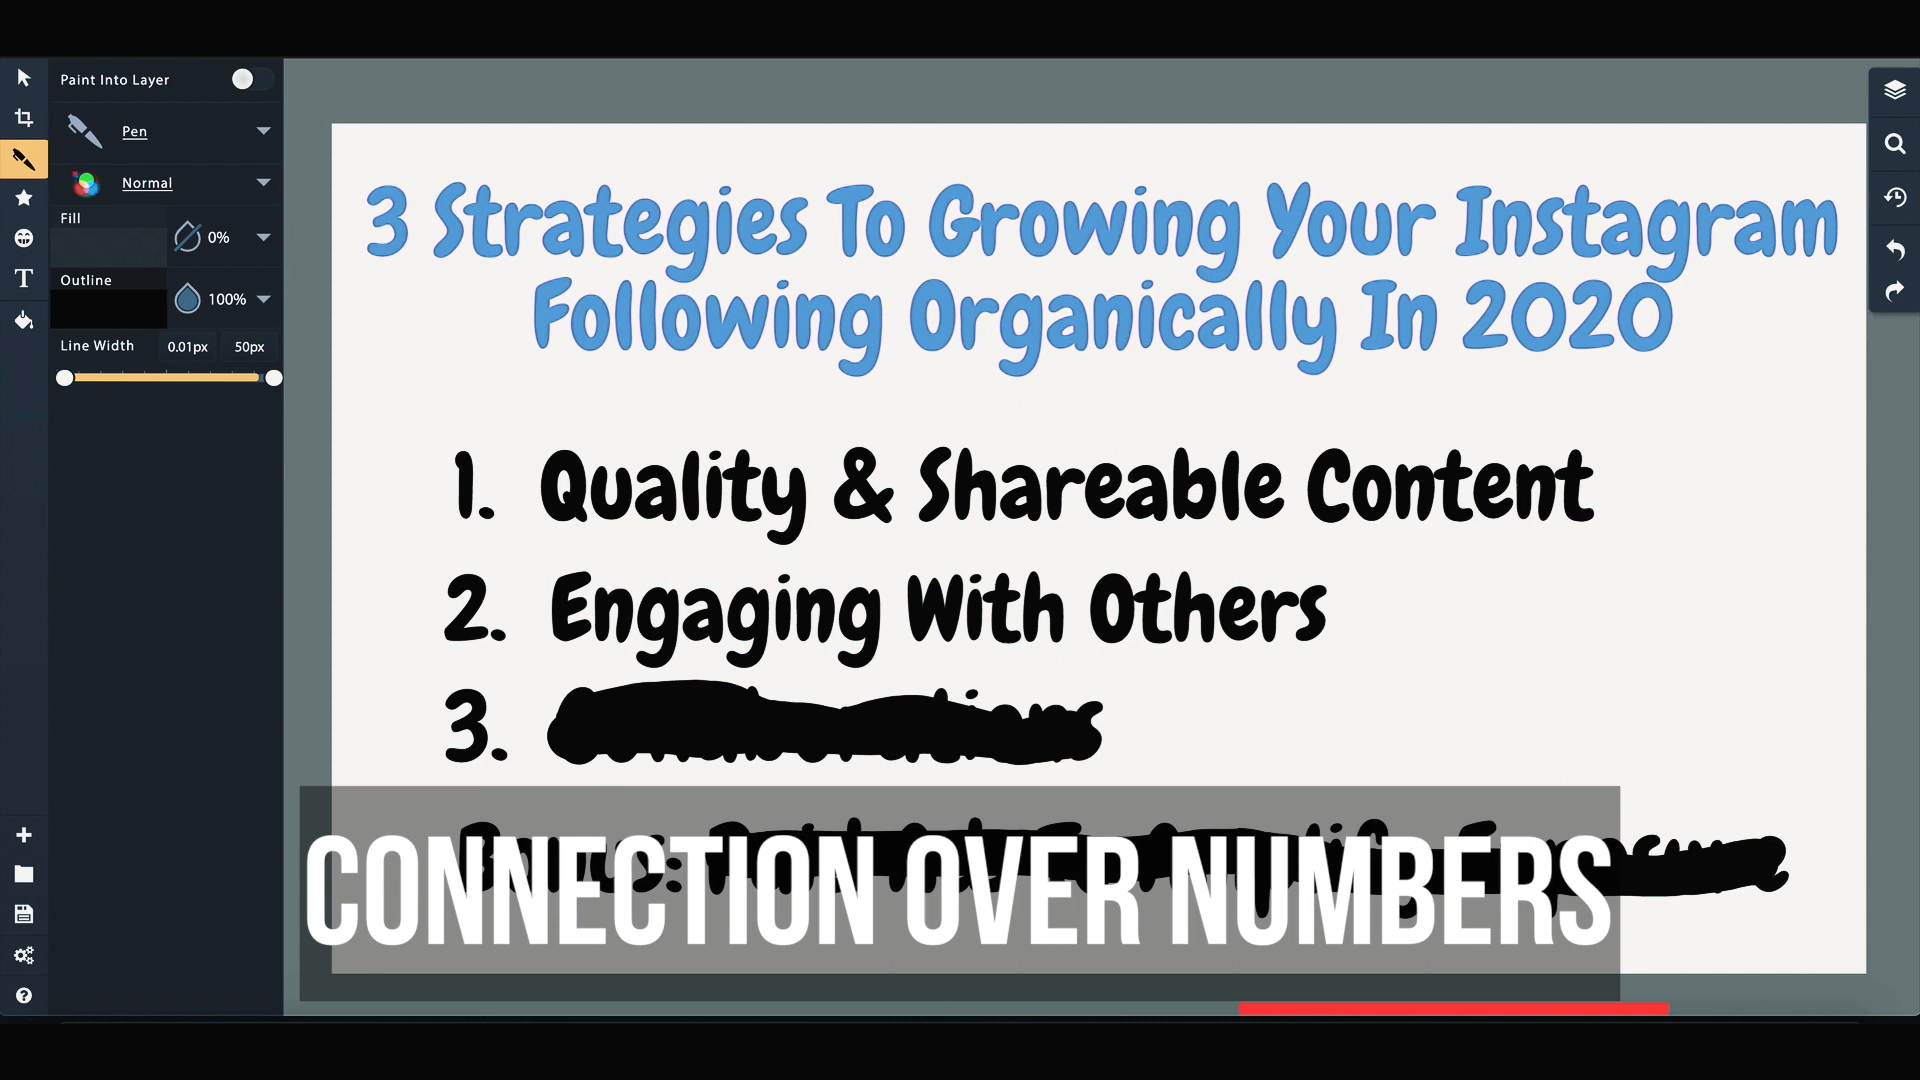 Paint Into Layer
Pen
Normal
Fill
0%
Outline
100%
Line Width 0.01px 50px
3 Strategies To Growing Your Instagram
Following Organically In 2020
1. Quality & Shareable Content
2. Engaging With Others
3.
CONNECTION OVER NUMBERS